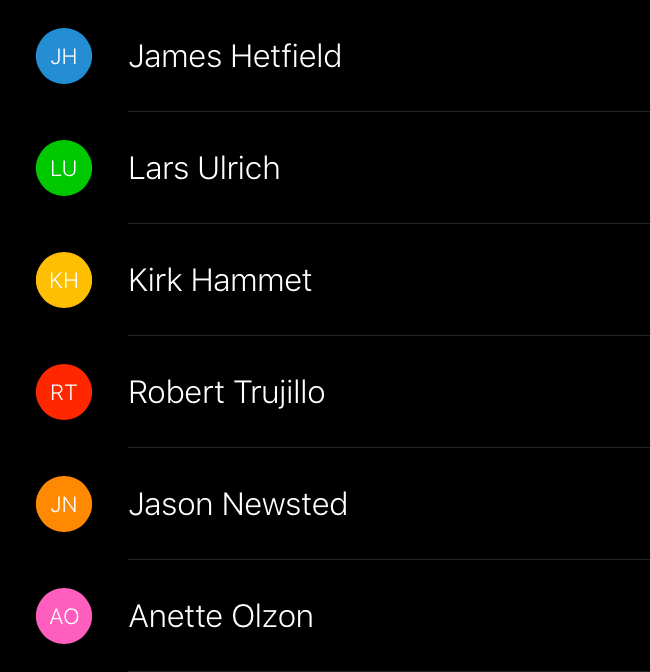 JH James Hetfield
LU Lars Ulrich
KH Kirk Hammet
RT Robert Trujillo
JN Jason Newsted
AO Anette Olzon